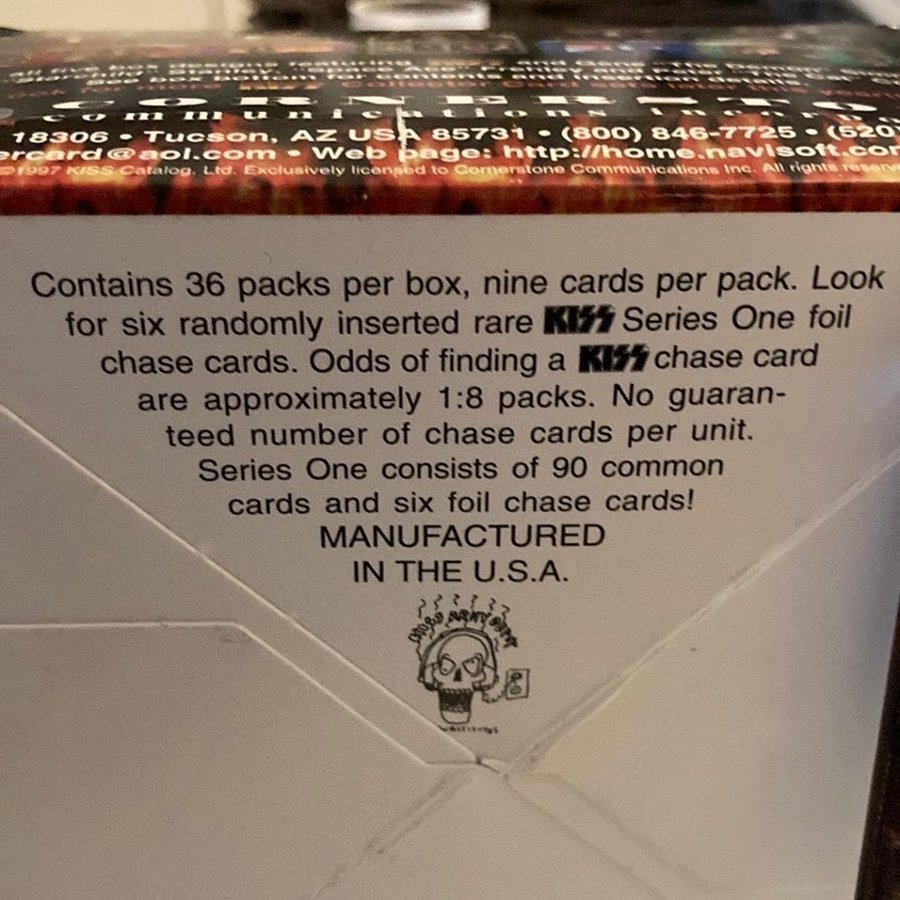 CORNERSTO
communications incorpo
18306 • Tucson, AZ USA 85731 • (800) 846-7725 • (520)
ercard@aol.com • Web page: http://home.navisoft.com
©1997 KISS Catalog, Ltd. Exclusively licensed to Cornerstone Communications Inc. All rights reserve
Contains 36 packs per box, nine cards per pack. Look
for six randomly inserted rare KISS Series One foil
chase cards. Odds of finding a KISS chase card
are approximately 1:8 packs. No guaran-
teed number of chase cards per unit.
Series One consists of 90 common
cards and six foil chase cards!
MANUFACTURED
IN THE U.S.A.